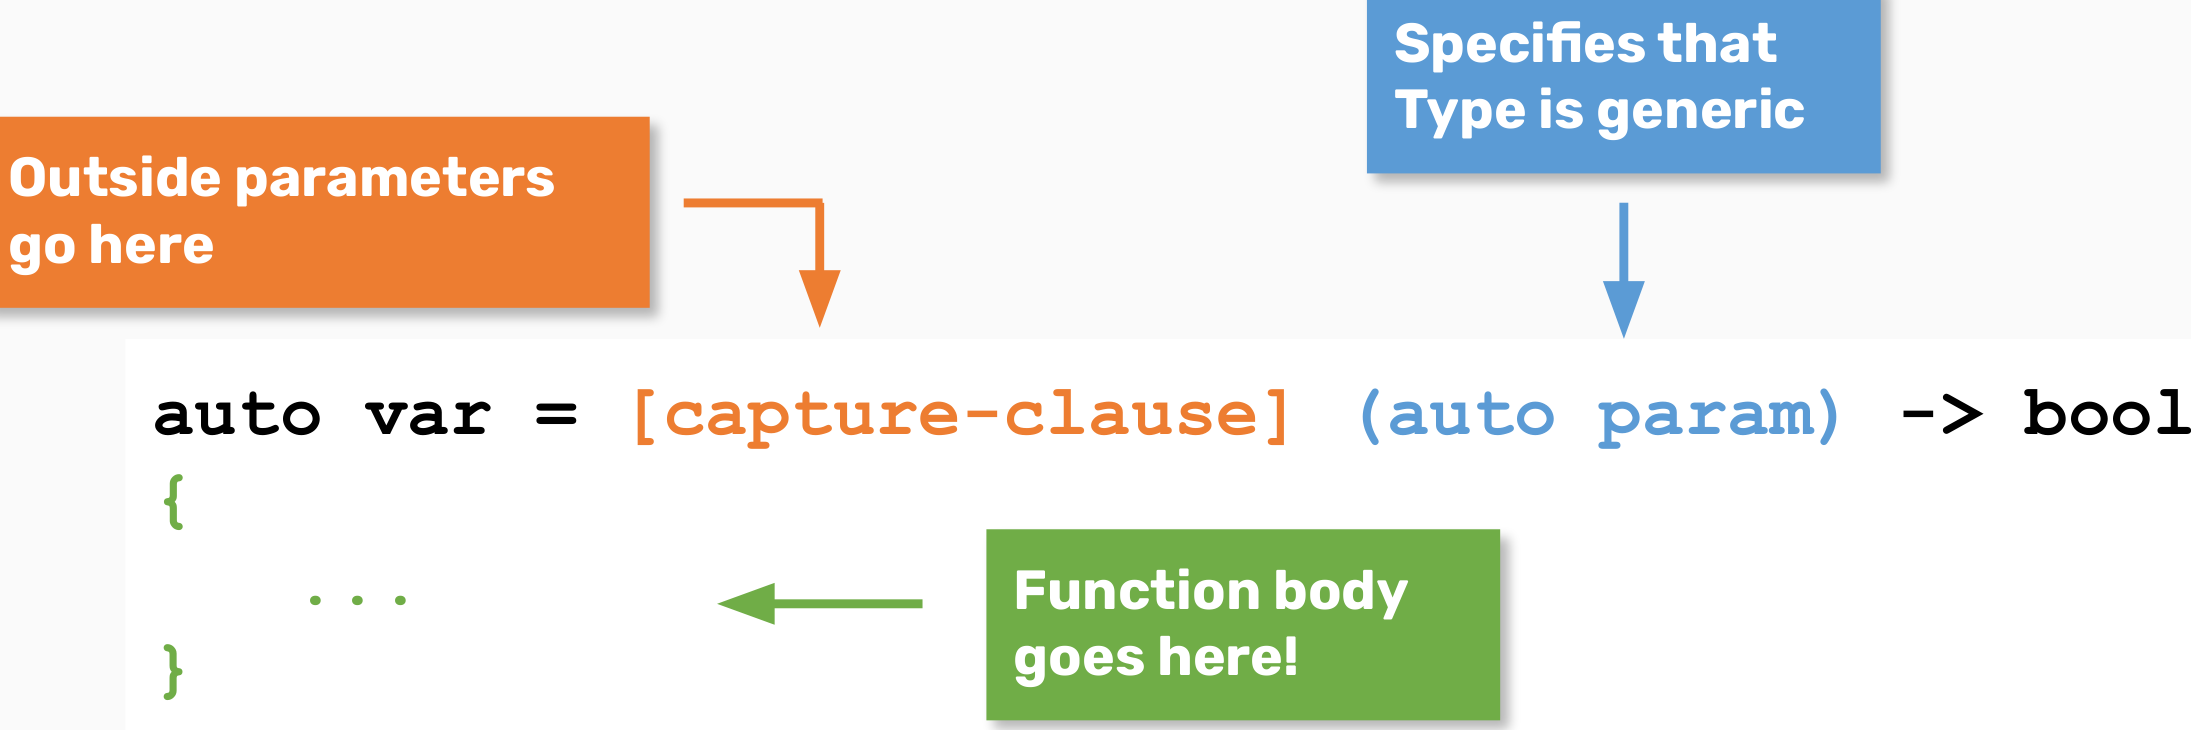 Specifies that
Type is generic
Outside parameters
go here
auto var = [capture-clause] (auto param) -> bool
{
. . .
}
Function body
goes here!